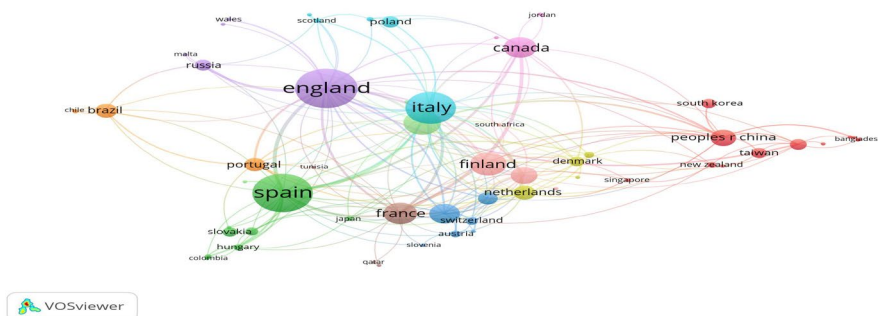 wales
scotland
poland
jordan
canada
malta
russia
england
italy
south korea
chile
brazil
south africa
peoples r china
banglades
taiwan
portugal
tunisia
finland
denmark
new zealand
singapore
spain
netherlands
france
switzerland
japan
slovakia
austria
hungary
slovenia
colombia
qatar
VOSviewer